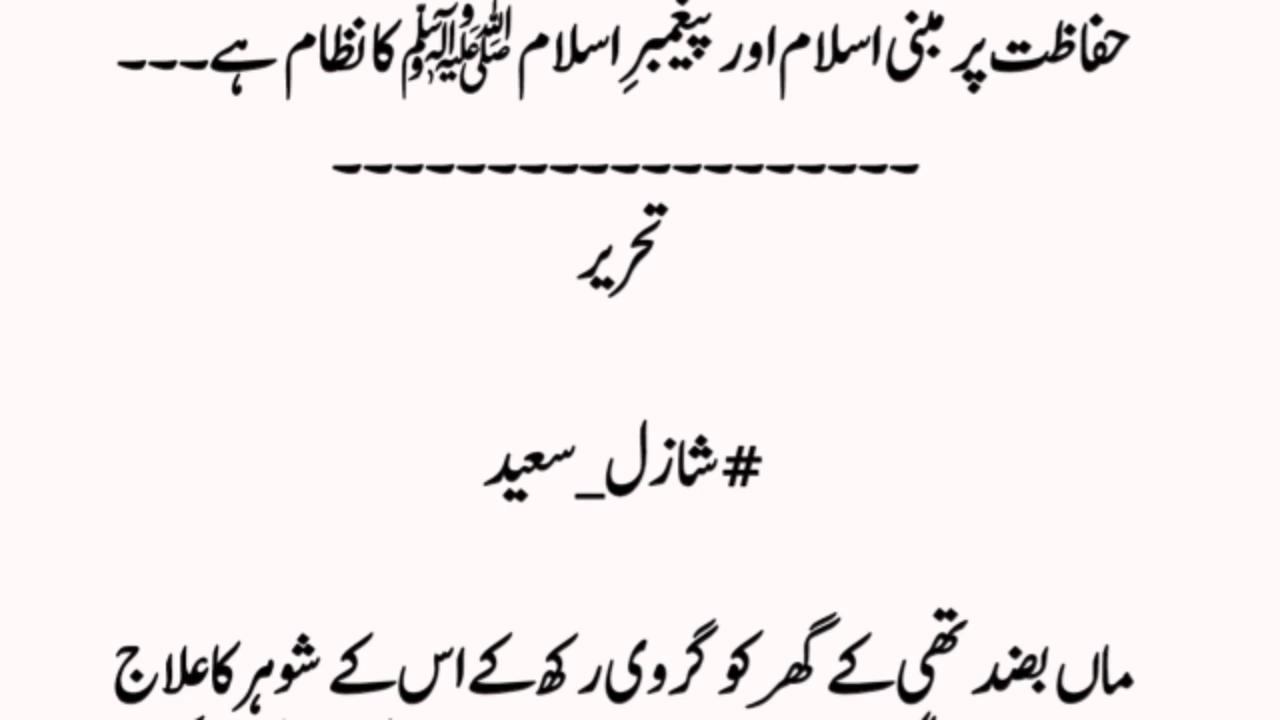 حفاظت پر مبنی اسلام اور پیغمبرِ اسلام ﷺ کا نظام ہے۔۔۔
۔۔۔۔۔۔۔۔۔۔۔۔۔۔۔۔۔۔۔
تحریر
#شازل_سعید
ماں بضد تھی کے گھر کو گروی رکھ کے اس کے شوہر کا علاج